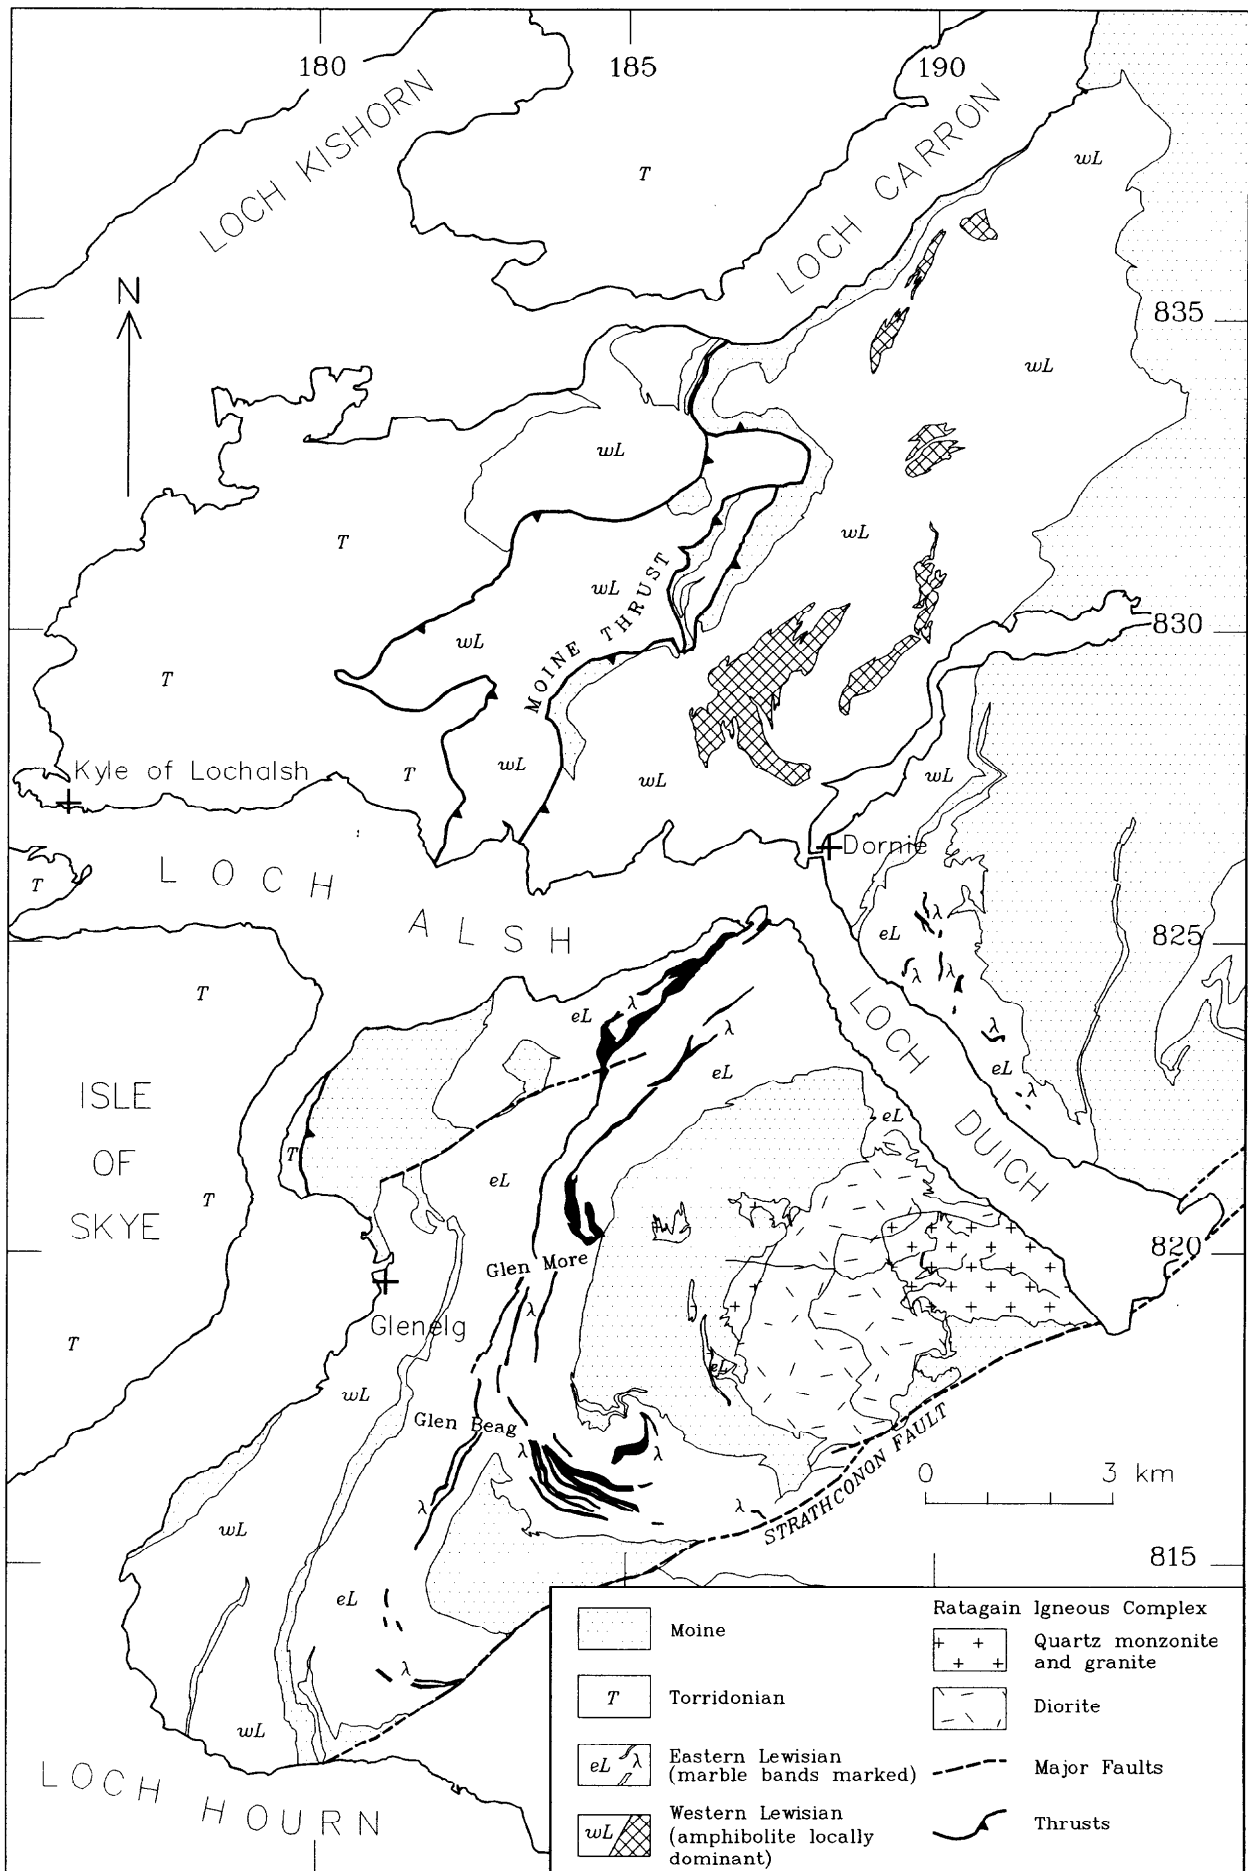 180
185
190
LOCH KISHORN
LOCH CARRON
T
wL
N
835
wL
wL
T
wL
wL
MOINE THRUST
wL
830
T
Kyle of Lochalsh
T
wL
wL
wL
Dornie
T
LOCH ALSH
λ
eL
825
T
λ
λ
eL
λ
LOCH DUICH
λ
λ
eL
eL
λ
ISLE
OF
SKYE
T
T
eL
eL
820
Glen More
λ
Glenelg
T
eL
wL
Glen Beag
λ
λ
STRATHCONON FAULT
0 3 km
λ
λ
wL
815
eL
λ
wL
LOCH HOURN
Moine
T Torridonian
eL λ Eastern Lewisian
(marble bands marked)
wL Western Lewisian
(amphibolite locally
dominant)
Ratagain Igneous Complex
Quartz monzonite
and granite
Diorite
Major Faults
Thrusts